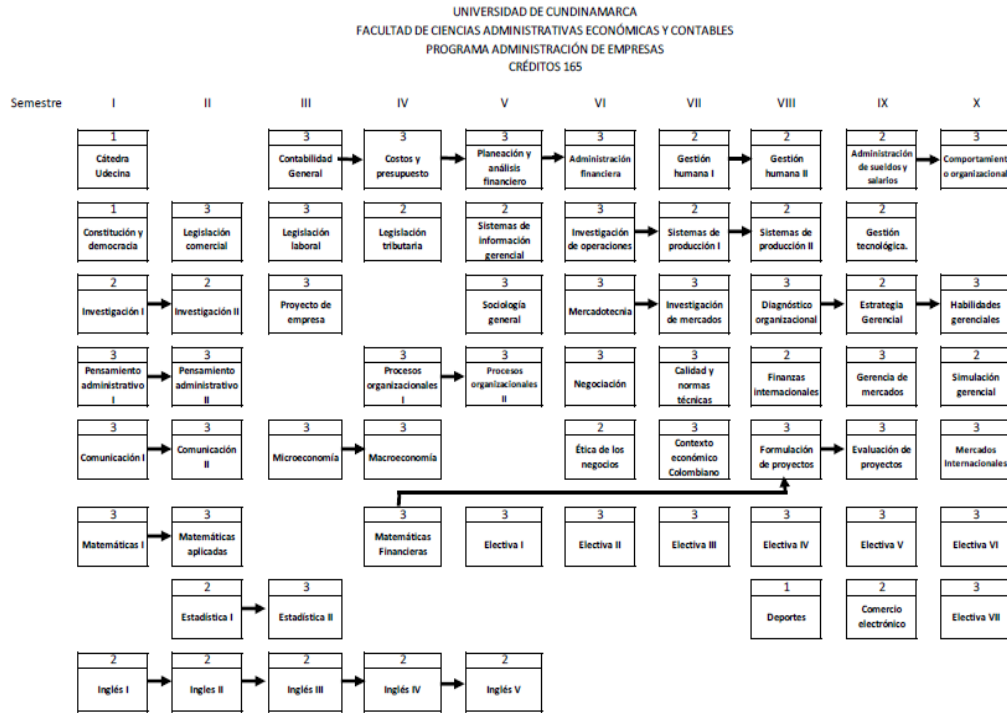 UNIVERSIDAD DE CUNDINAMARCA
FACULTAD DE CIENCIAS ADMINISTRATIVAS ECONÓMICAS Y CONTABLES
PROGRAMA ADMINISTRACIÓN DE EMPRESAS
CRÉDITOS 165
Semestre I II III IV V VI VII VIII IX X
1
Cátedra
Udecina
3
Contabilidad
General
3
Costos y
presupuesto
3
Planeación y
análisis
financiero
3
Administración
financiera
2
Gestión
humana I
2
Gestión
humana II
2
Administración
de sueldos y
salarios
3
Comportamient
o organizacional
1
Constitución y
democracia
3
Legislación
comercial
3
Legislación
laboral
2
Legislación
tributaria
2
Sistemas de
información
gerencial
3
Investigación
de operaciones
2
Sistemas de
producción I
2
Sistemas de
producción II
2
Gestión
tecnológica.
2
Investigación I
2
Investigación II
3
Proyecto de
empresa
3
Sociología
general
3
Mercadotecnia
3
Investigación
de mercados
3
Diagnóstico
organizacional
2
Estrategia
Gerencial
3
Habilidades
gerenciales
3
Pensamiento
administrativo
I
3
Pensamiento
administrativo
II
3
Procesos
organizacionales
I
3
Procesos
organizacionales
II
3
Negociación
3
Calidad y
normas
técnicas
2
Finanzas
internacionales
3
Gerencia de
mercados
2
Simulación
gerencial
3
Comunicación I
3
Comunicación
II
3
Microeconomía
3
Macroeconomía
2
Ética de los
negocios
3
Contexto
económico
Colombiano
3
Formulación
de proyectos
3
Evaluación de
proyectos
3
Mercados
Internacionales
3
Matemáticas I
3
Matemáticas
aplicadas
3
Matemáticas
Financieras
3
Electiva I
3
Electiva II
3
Electiva III
3
Electiva IV
3
Electiva V
3
Electiva VI
2
Estadística I
3
Estadística II
1
Deportes
2
Comercio
electrónico
3
Electiva VII
2
Inglés I
2
Ingles II
2
Inglés III
2
Inglés IV
2
Inglés V